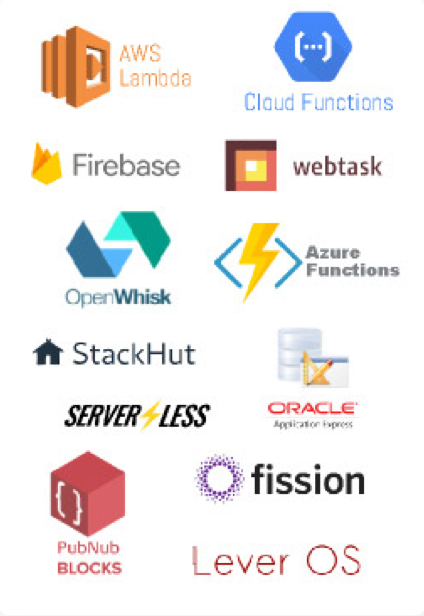 AWS
Lambda
Cloud Functions
Firebase
webtask
OpenWhisk
Azure
Functions
StackHut
SERVERLESS
ORACLE
Application Express
fission
PubNub
BLOCKS
Lever OS